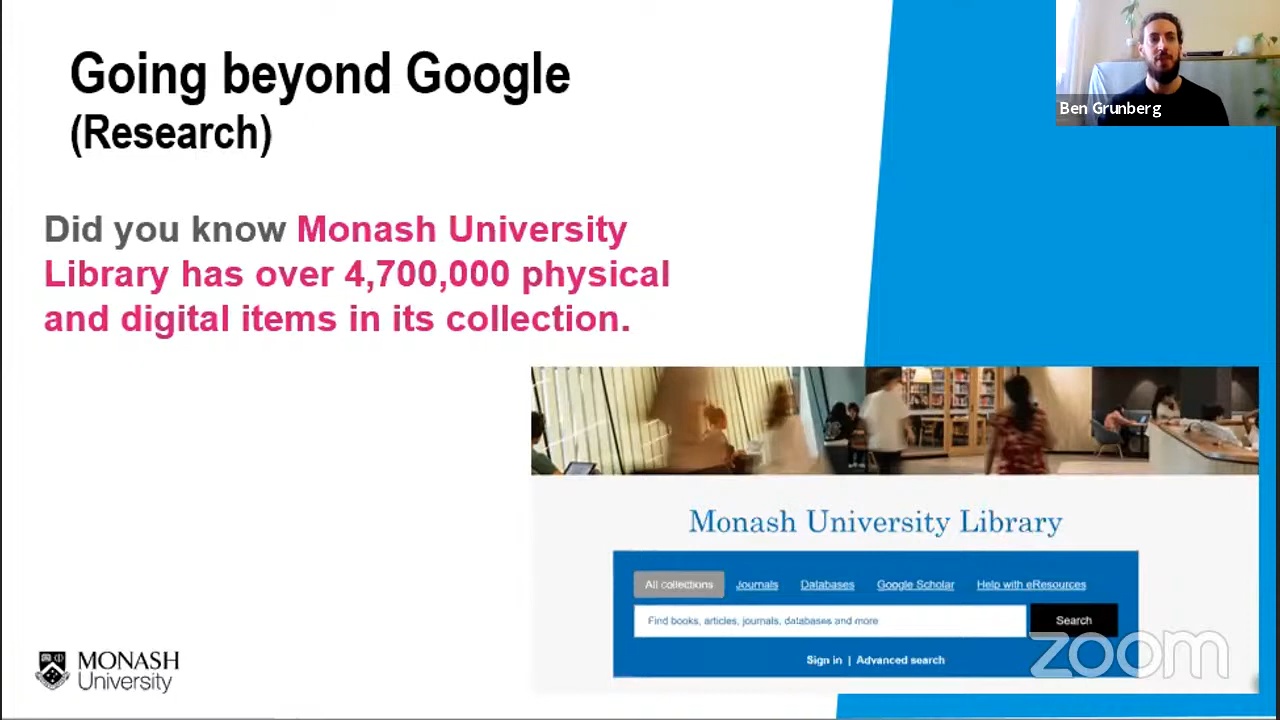 Going beyond Google
(Research)
Ben Grunberg
Did you know Monash University
Library has over 4,700,000 physical
and digital items in its collection.
Monash University Library
All collections Journals Databases Google Scholar Help with eResources
Find books, articles, journals, databases and more Search
Sign in | Advanced search
zoom
MONASH
University